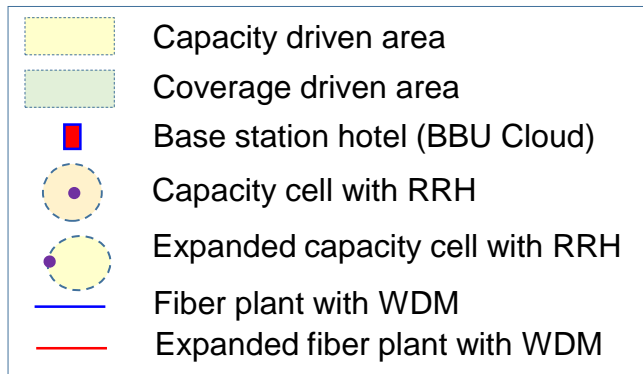 Capacity driven area
Coverage driven area
Base station hotel (BBU Cloud)
Capacity cell with RRH
Expanded capacity cell with RRH
Fiber plant with WDM
Expanded fiber plant with WDM